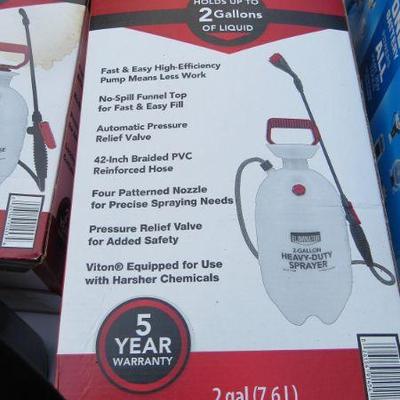 HOLDS UP TO
2 Gallons
OF LIQUID
Fast & Easy High-Efficiency
Pump Means Less Work
No-Spill Funnel Top
for Fast & Easy Fill
Automatic Pressure
Relief Valve
42-Inch Braided PVC
Reinforced Hose
Four Patterned Nozzle
for Precise Spraying Needs
Pressure Relief Valve
for Added Safety
Viton® Equipped for Use
with Harsher Chemicals
5
YEAR
WARRANTY
ELIMINATOR
2-GALLON
HEAVY-DUTY
SPRAYER
2 gal (7.6 L)
ALL